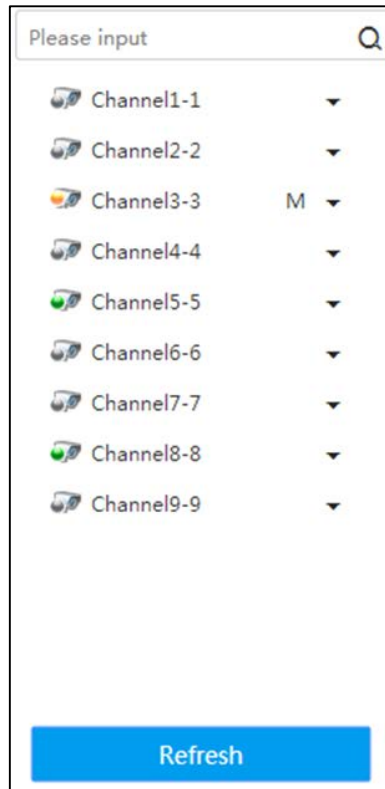 Please input
Channel1-1
Channel2-2
Channel3-3 M
Channel4-4
Channel5-5
Channel6-6
Channel7-7
Channel8-8
Channel9-9
Refresh